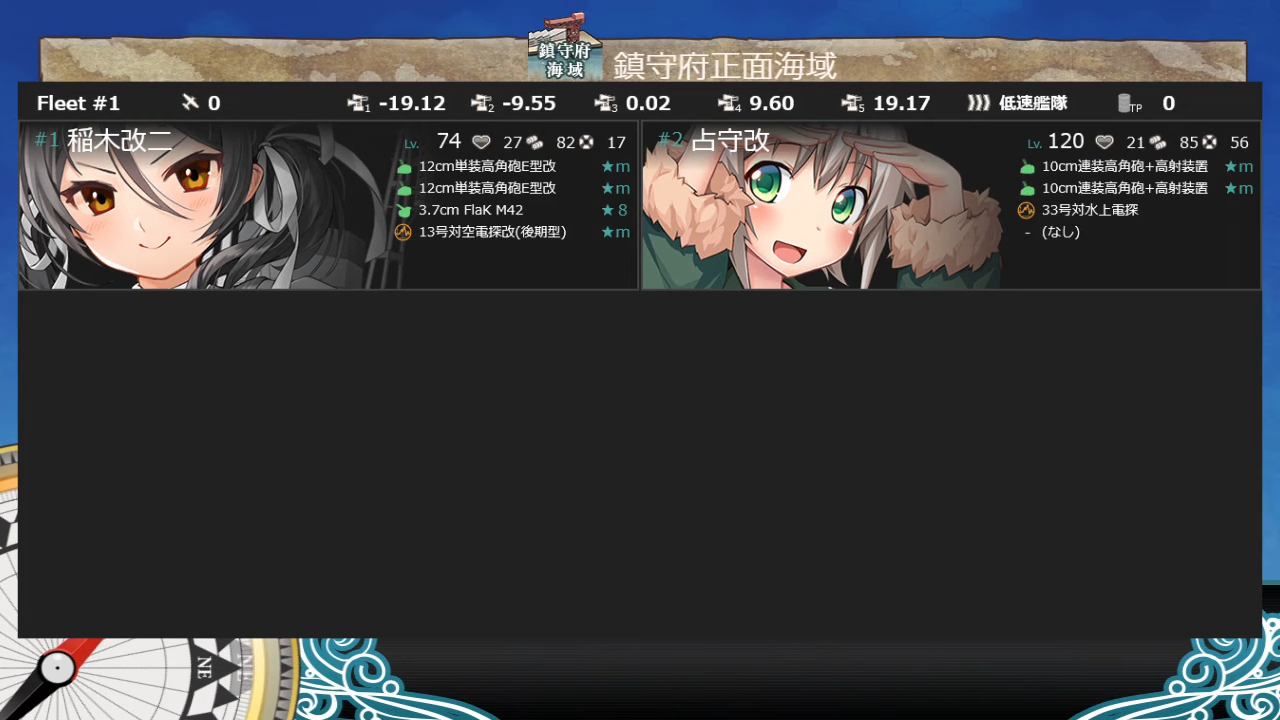 鎮守府
海域
鎮守府正面海域
Fleet #1 0 1 -19.12 2 -9.55 3 0.02 4 9.60 5 19.17 低速艦隊 TP 0
#1 稲木改二 Lv. 74 27 82 17
12cm単装高角砲E型改 ★m
12cm単装高角砲E型改 ★m
3.7cm FlaK M42 ★8
13号対空電探改(後期型) ★m
#2 占守改 Lv. 120 21 85 56
10cm連装高角砲+高射装置 ★m
10cm連装高角砲+高射装置 ★m
33号対水上電探
- (なし)
NE